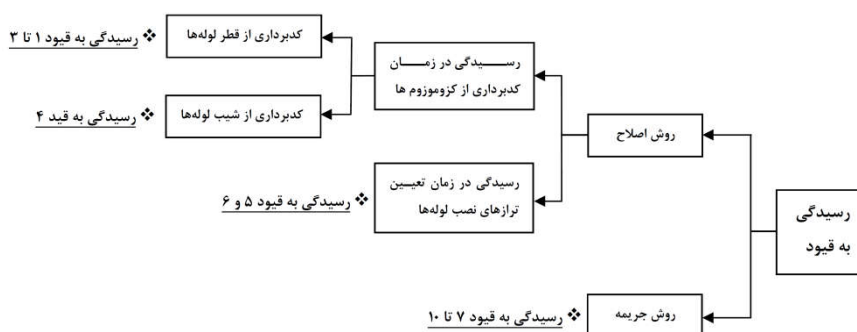 رسیدگی
به قیود
روش اصلاح
رسیدگی در زمان
کدبرداری از کزوموزوم ها
کدبرداری از قطر لوله‌ها
❖ رسیدگی به قیود ۱ تا ۳
کدبرداری از شیب لوله‌ها
❖ رسیدگی به قید ۴
رسیدگی در زمان تعیین
ترازهای نصب لوله‌ها
❖ رسیدگی به قیود ۵ و ۶
روش جریمه
❖ رسیدگی به قیود ۷ تا ۱۰